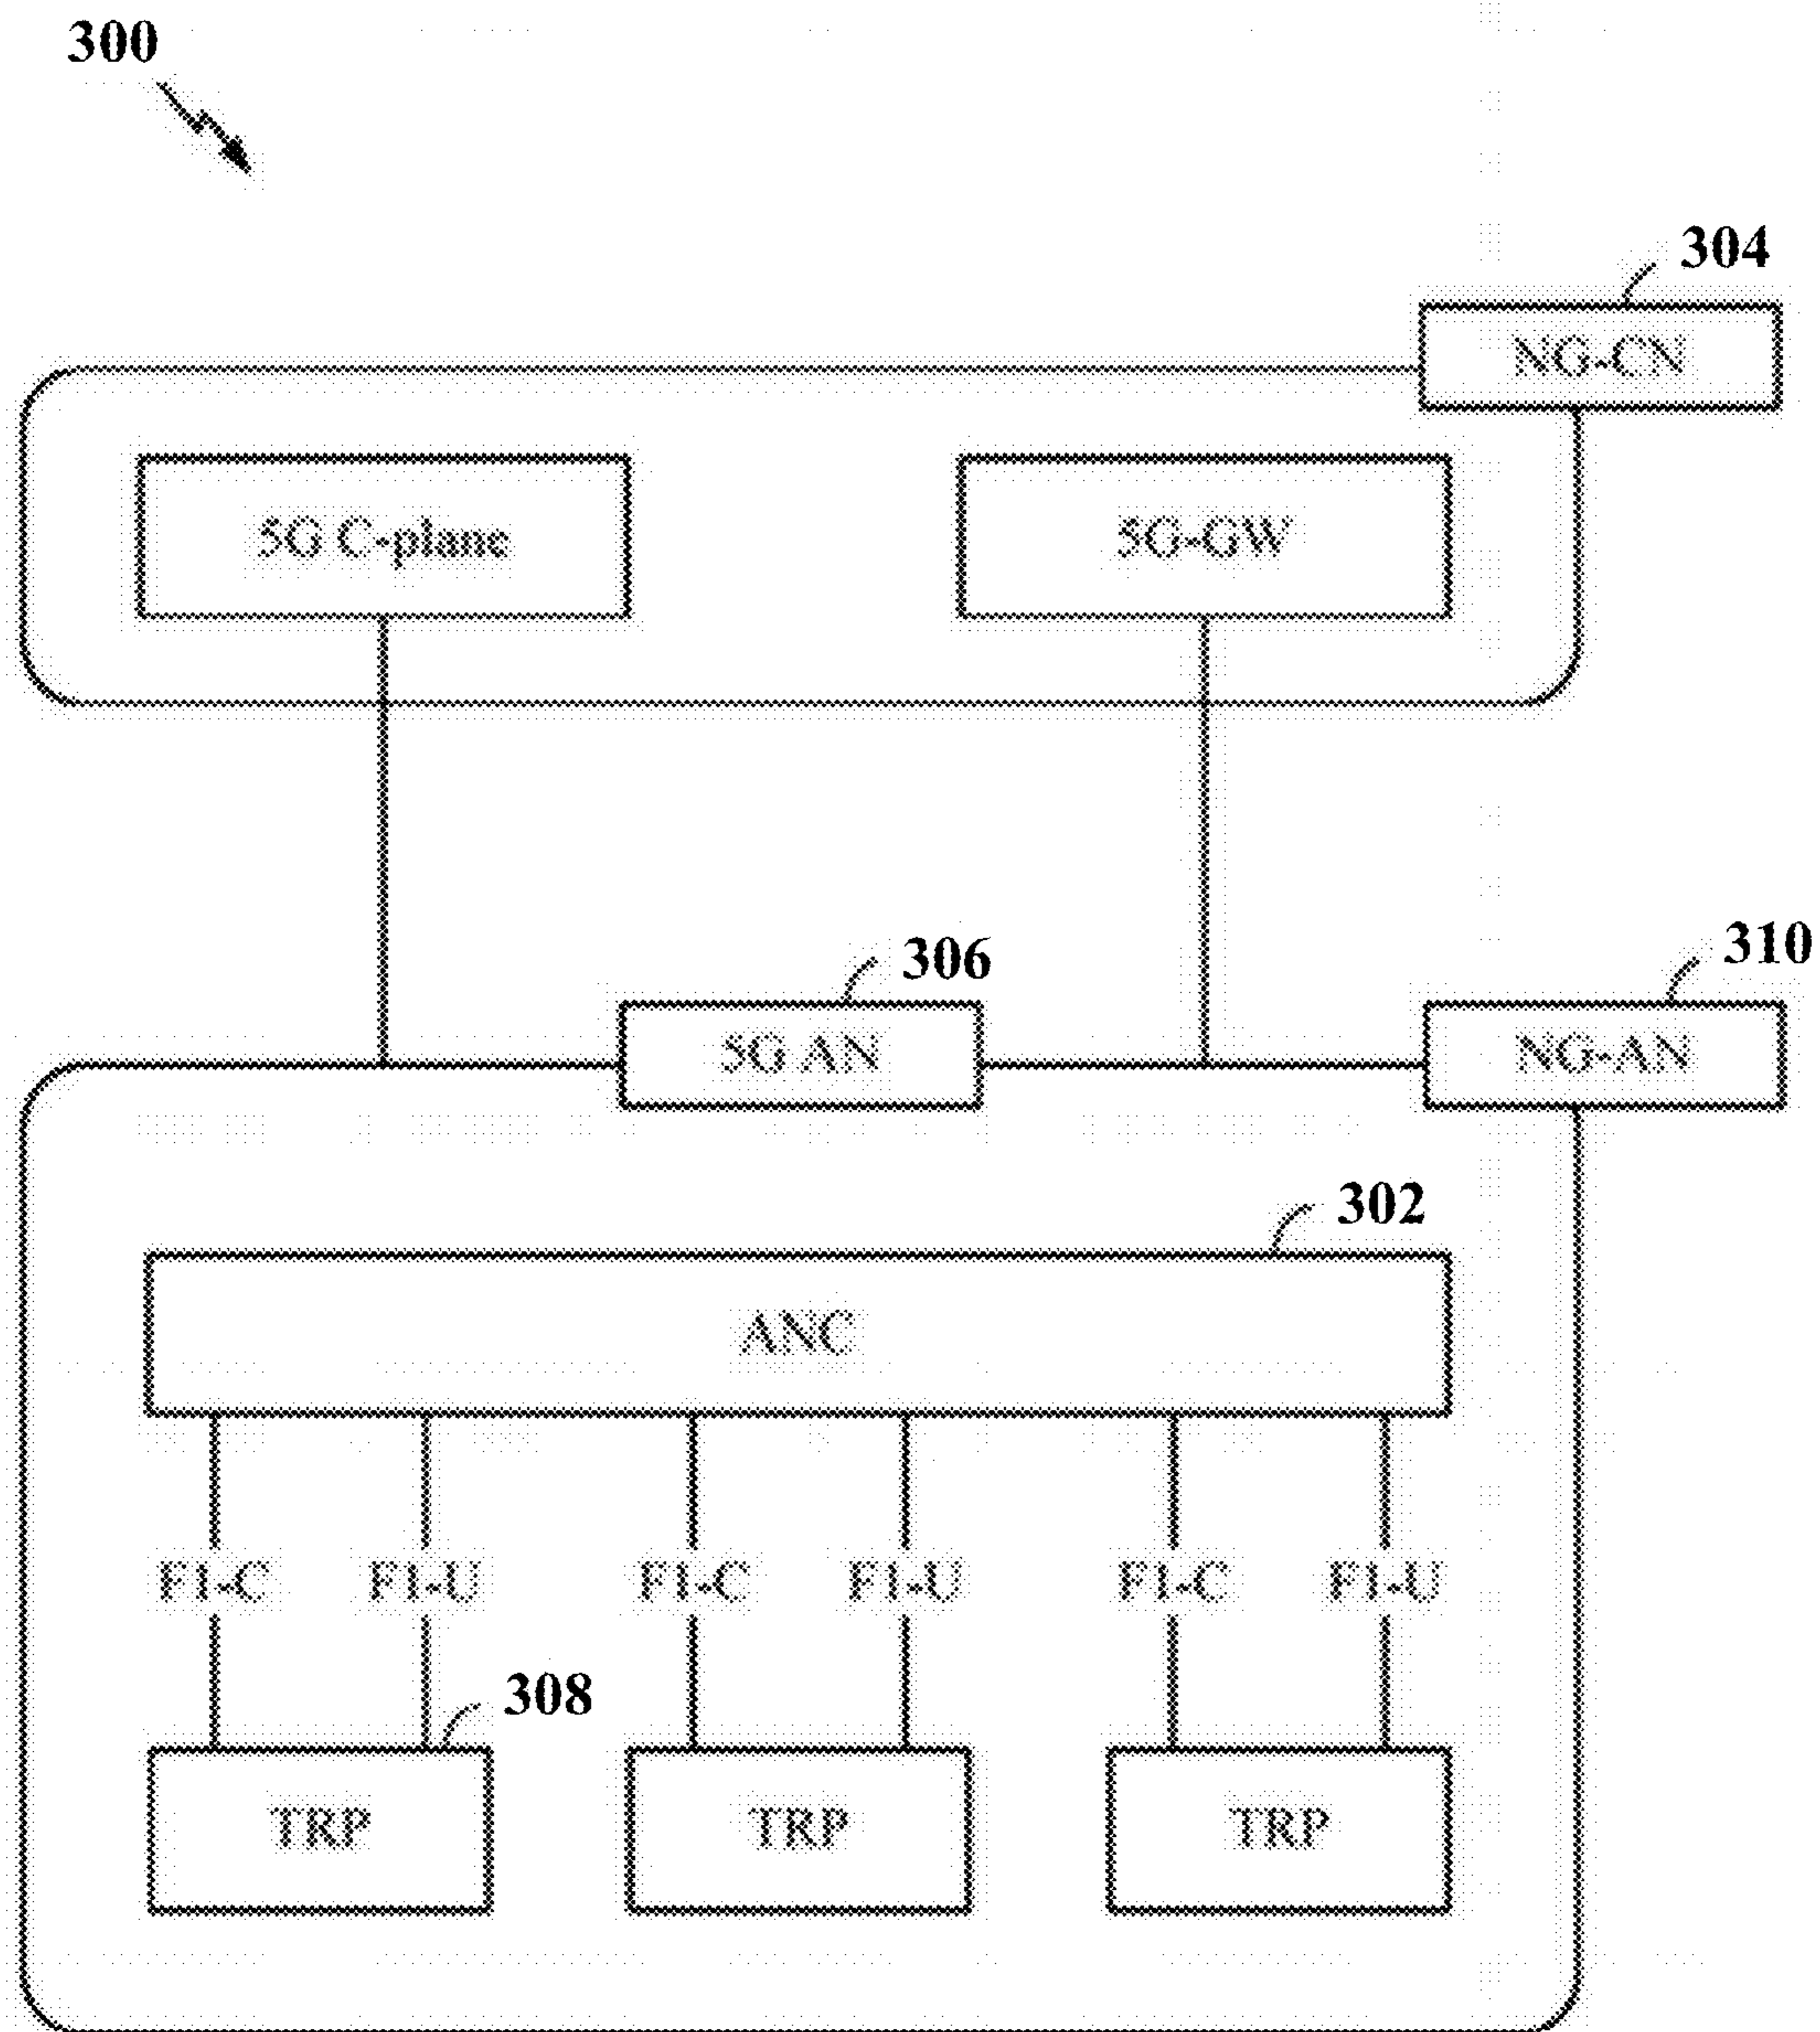 300
304
NG-CN
5G C-plane
5G-GW
306
310
5G AN
NG-AN
302
ANC
F1-C
F1-U
F1-C
F1-U
F1-C
F1-U
308
TRP
TRP
TRP